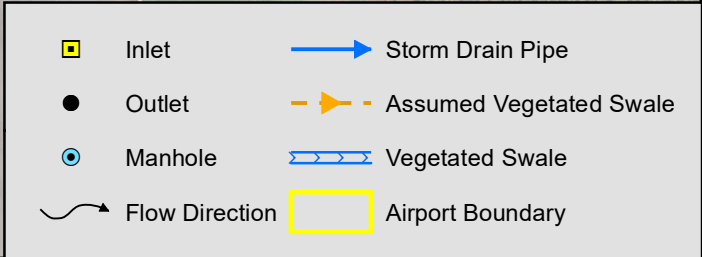 Inlet Storm Drain Pipe
Outlet Assumed Vegetated Swale
Manhole Vegetated Swale
Flow Direction Airport Boundary